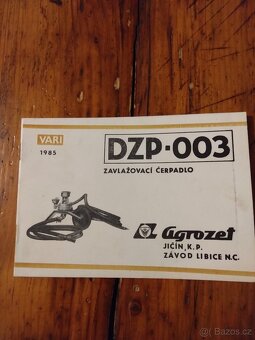 VARI
1985
DZP-003
ZAVLAŽOVACÍ ČERPADLO
agrozet
JIČÍN, K.P.
ZÁVOD LIBICE N.C.
bazos.cz